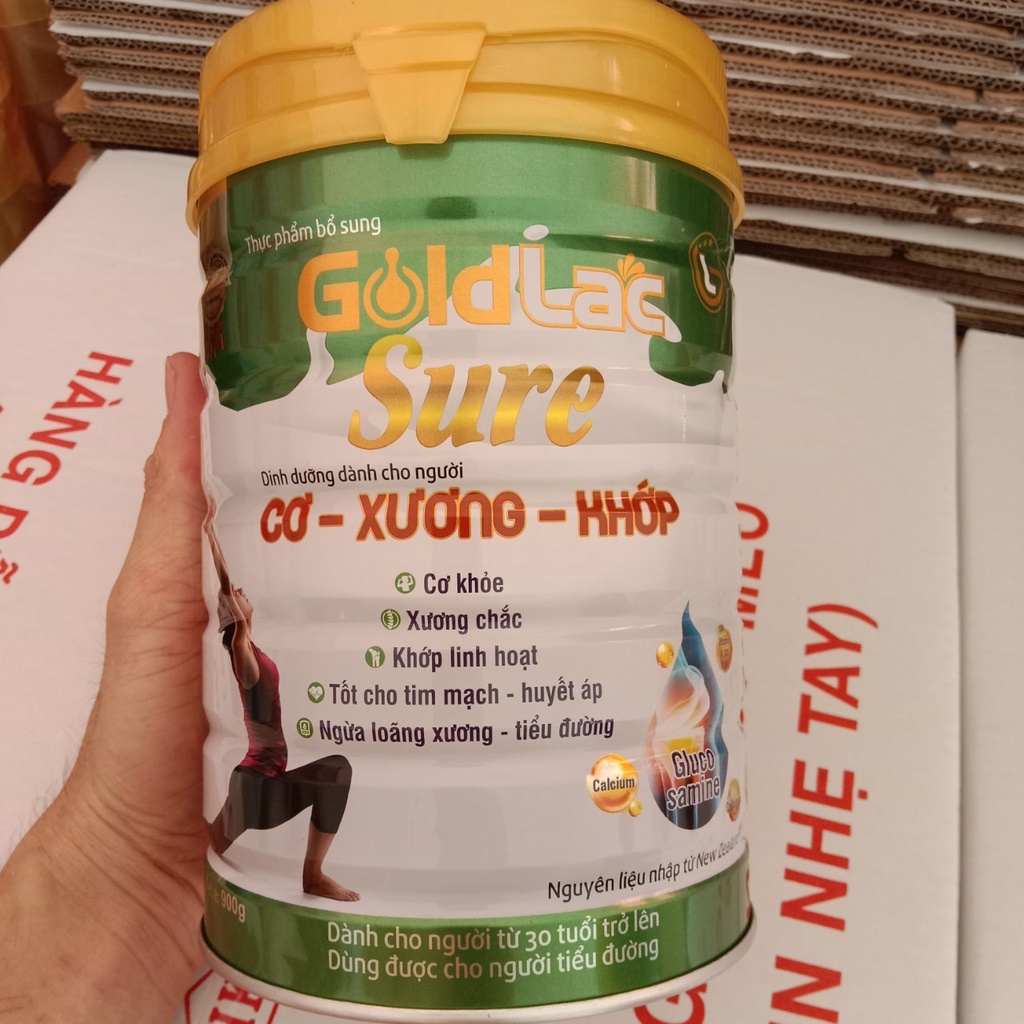 Thực phẩm bổ sung
GoldLac
Sure
Dinh dưỡng dành cho người
CƠ - XƯƠNG - KHỚP
Cơ khỏe
Xương chắc
Khớp linh hoạt
Tốt cho tim mạch - huyết áp
Ngừa loãng xương - tiểu đường
Calcium
Gluco
samine
Nguyên liệu nhập từ New Zealand
900g
Dành cho người từ 30 tuổi trở lên
Dùng được cho người tiểu đường
L
HÀNG DỄ
NHẸ TAY)